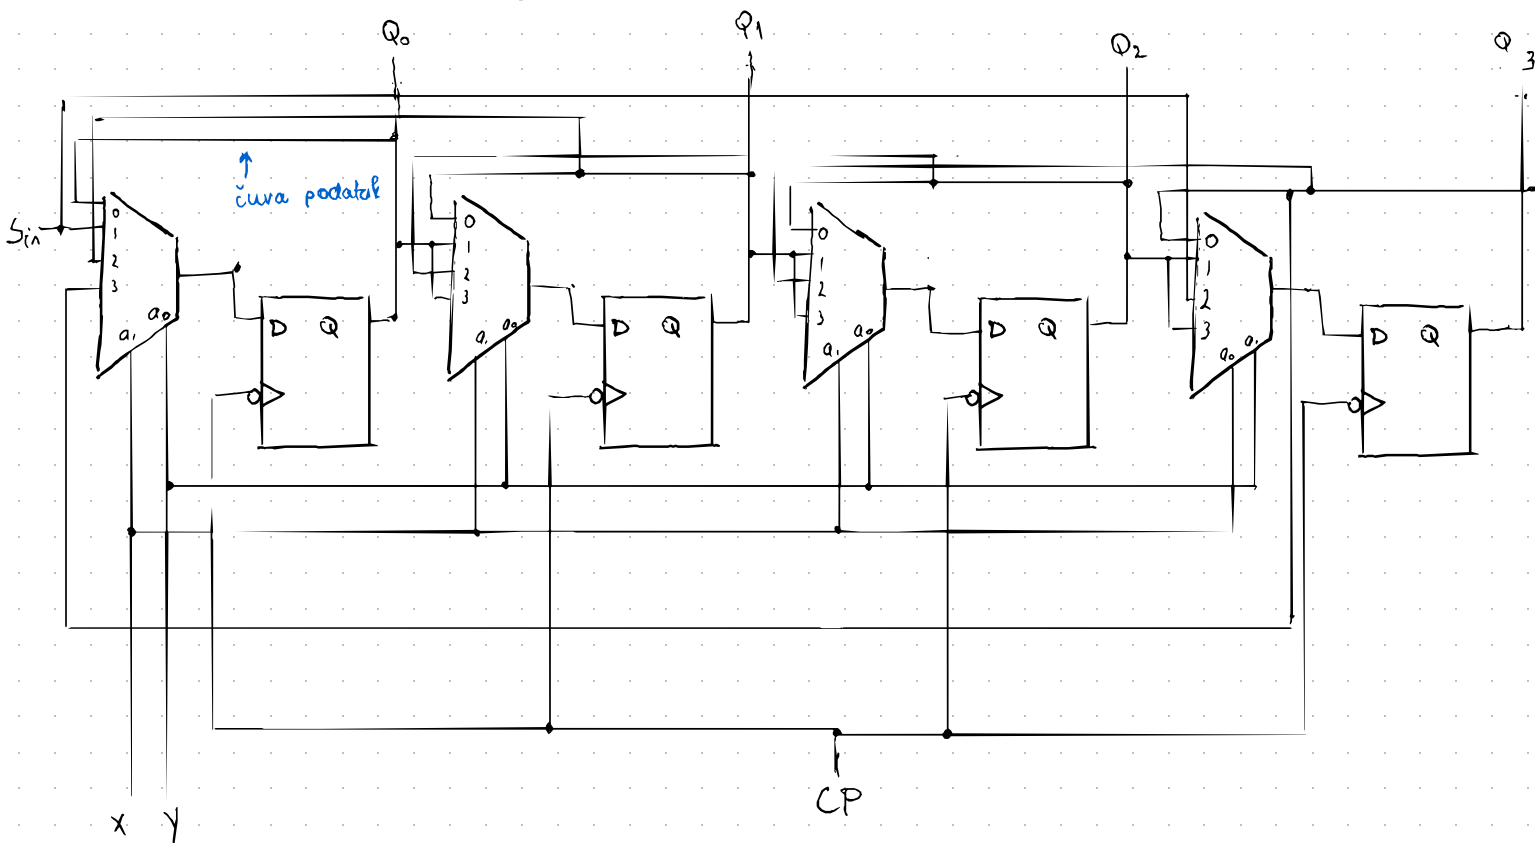 Q₀ Q₁ Q₂ Q₃
čuva podatak
Sin
0 1 2 3 a₁ a₀
D Q
0 1 2 3 a₁ a₀
D Q
0 1 2 3 a₁ a₀
D Q
0 1 2 3 a₀ a₁
D Q
CP
x y